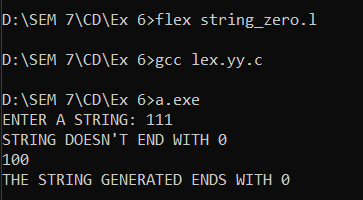 D:\SEM 7\CD\Ex 6>flex string_zero.l
D:\SEM 7\CD\Ex 6>gcc lex.yy.c
D:\SEM 7\CD\Ex 6>a.exe
ENTER A STRING: 111
STRING DOESN'T END WITH 0
100
THE STRING GENERATED ENDS WITH 0